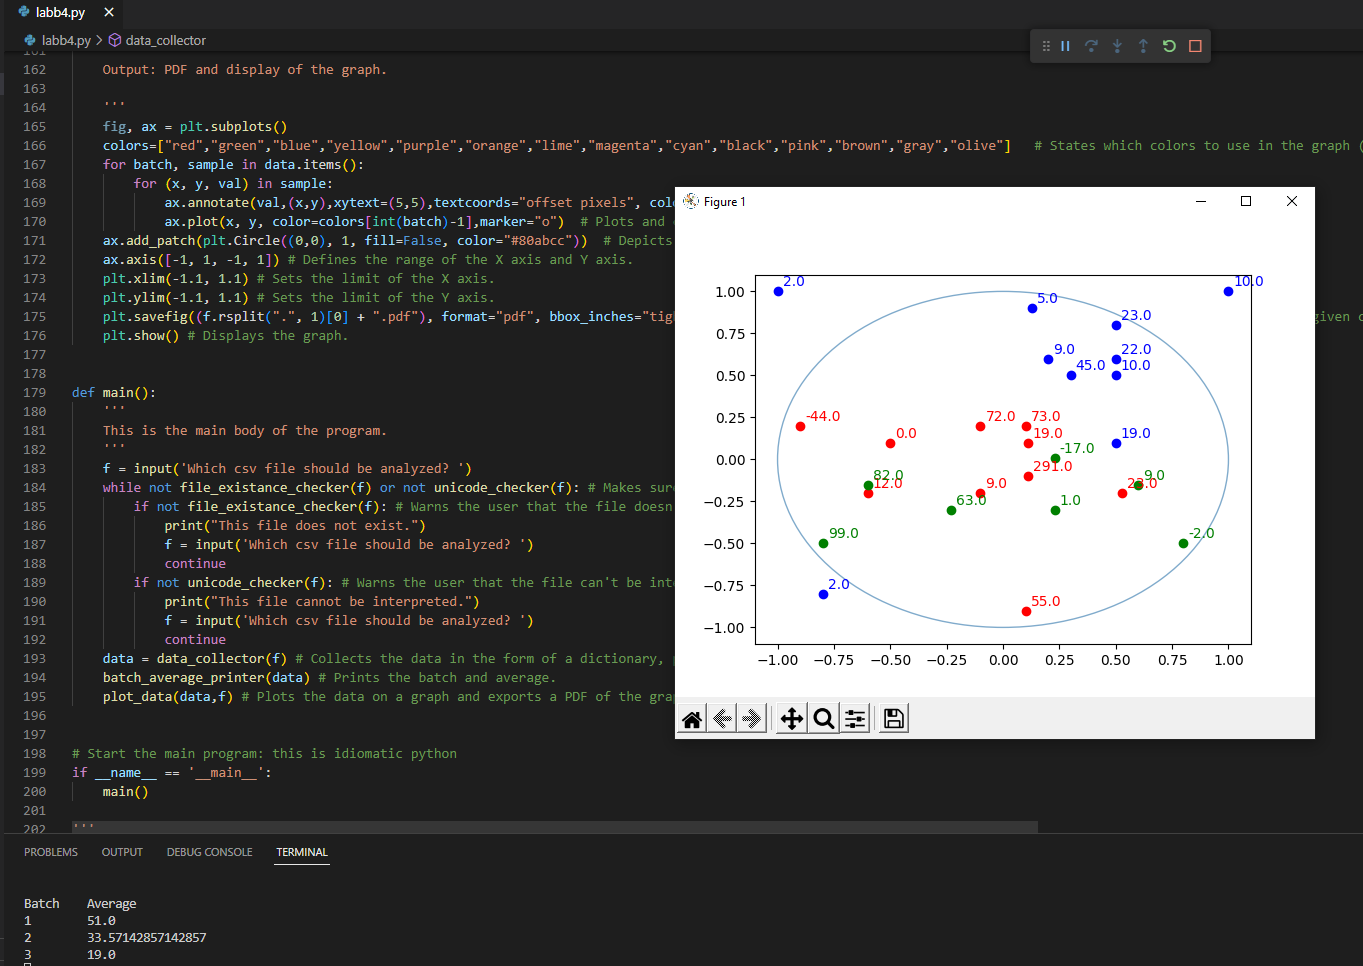 labb4.py
labb4.py > data_collector
161
162 Output: PDF and display of the graph.
163
164 '''
165 fig, ax = plt.subplots()
166 colors=["red","green","blue","yellow","purple","orange","lime","magenta","cyan","black","pink","brown","gray","olive"] # States which colors to use in the graph (
167 for batch, sample in data.items():
168 for (x, y, val) in sample:
169 ax.annotate(val,(x,y),xytext=(5,5),textcoords="offset pixels", colo
170 ax.plot(x, y, color=colors[int(batch)-1],marker="o") # Plots and
171 ax.add_patch(plt.Circle((0,0), 1, fill=False, color="#80abcc")) # Depicts
172 ax.axis([-1, 1, -1, 1]) # Defines the range of the X axis and Y axis.
173 plt.xlim(-1.1, 1.1) # Sets the limit of the X axis.
174 plt.ylim(-1.1, 1.1) # Sets the limit of the Y axis.
175 plt.savefig((f.rsplit(".", 1)[0] + ".pdf"), format="pdf", bbox_inches="tig given
176 plt.show() # Displays the graph.
177
178
179 def main():
180 '''
181 This is the main body of the program.
182 '''
183 f = input('Which csv file should be analyzed? ')
184 while not file_existance_checker(f) or not unicode_checker(f): # Makes sur
185 if not file_existance_checker(f): # Warns the user that the file doesn
186 print("This file does not exist.")
187 f = input('Which csv file should be analyzed? ')
188 continue
189 if not unicode_checker(f): # Warns the user that the file can't be int
190 print("This file cannot be interpreted.")
191 f = input('Which csv file should be analyzed? ')
192 continue
193 data = data_collector(f) # Collects the data in the form of a dictionary,
194 batch_average_printer(data) # Prints the batch and average.
195 plot_data(data,f) # Plots the data on a graph and exports a PDF of the gra
196
197
198 # Start the main program: this is idiomatic python
199 if __name__ == '__main__':
200 main()
201
202 '''
Figure 1
2.0
10.0
5.0
23.0
9.0
22.0
45.0
10.0
-44.0
72.0
73.0
0.0
19.0
19.0
-17.0
291.0
82.0
12.0
9.0
9.0
23.0
63.0
1.0
99.0
-2.0
2.0
55.0
1.00
0.75
0.50
0.25
0.00
−0.25
−0.50
−0.75
−1.00
−1.00 −0.75 −0.50 −0.25 0.00 0.25 0.50 0.75 1.00
PROBLEMS OUTPUT DEBUG CONSOLE TERMINAL
Batch Average
1 51.0
2 33.57142857142857
3 19.0